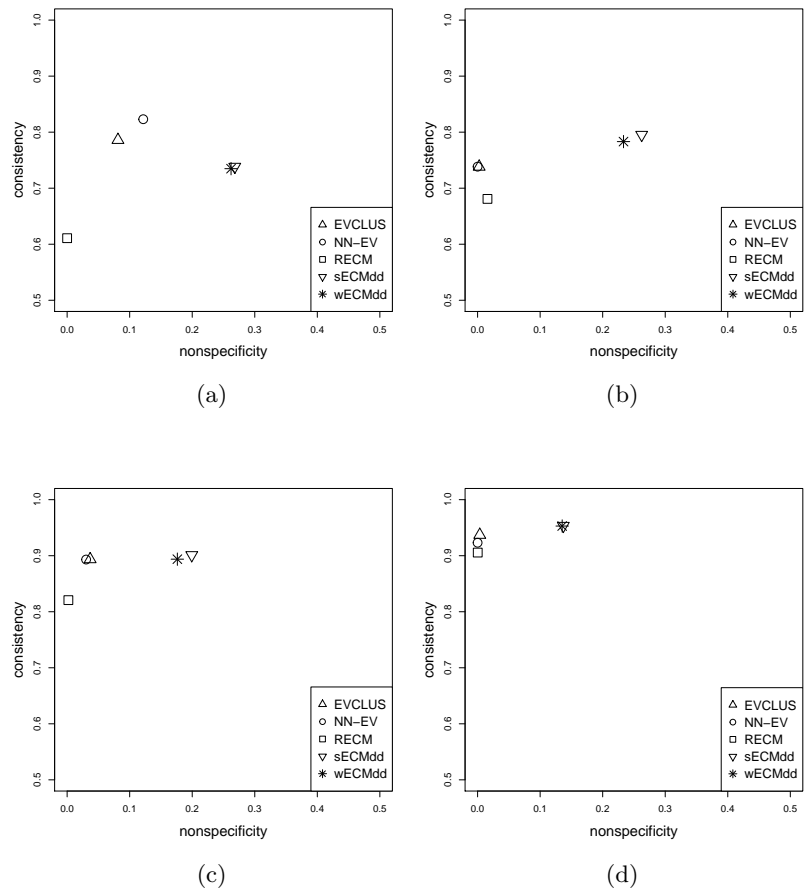 consistency
1.0
0.9
0.8
0.7
0.6
0.5
EVCLUS
NN−EV
RECM
sECMdd
wECMdd
0.0 0.1 0.2 0.3 0.4 0.5
nonspecificity
(a)
consistency
1.0
0.9
0.8
0.7
0.6
0.5
EVCLUS
NN−EV
RECM
sECMdd
wECMdd
0.0 0.1 0.2 0.3 0.4 0.5
nonspecificity
(b)
consistency
1.0
0.9
0.8
0.7
0.6
0.5
EVCLUS
NN−EV
RECM
sECMdd
wECMdd
0.0 0.1 0.2 0.3 0.4 0.5
nonspecificity
(c)
consistency
1.0
0.9
0.8
0.7
0.6
0.5
EVCLUS
NN−EV
RECM
sECMdd
wECMdd
0.0 0.1 0.2 0.3 0.4 0.5
nonspecificity
(d)